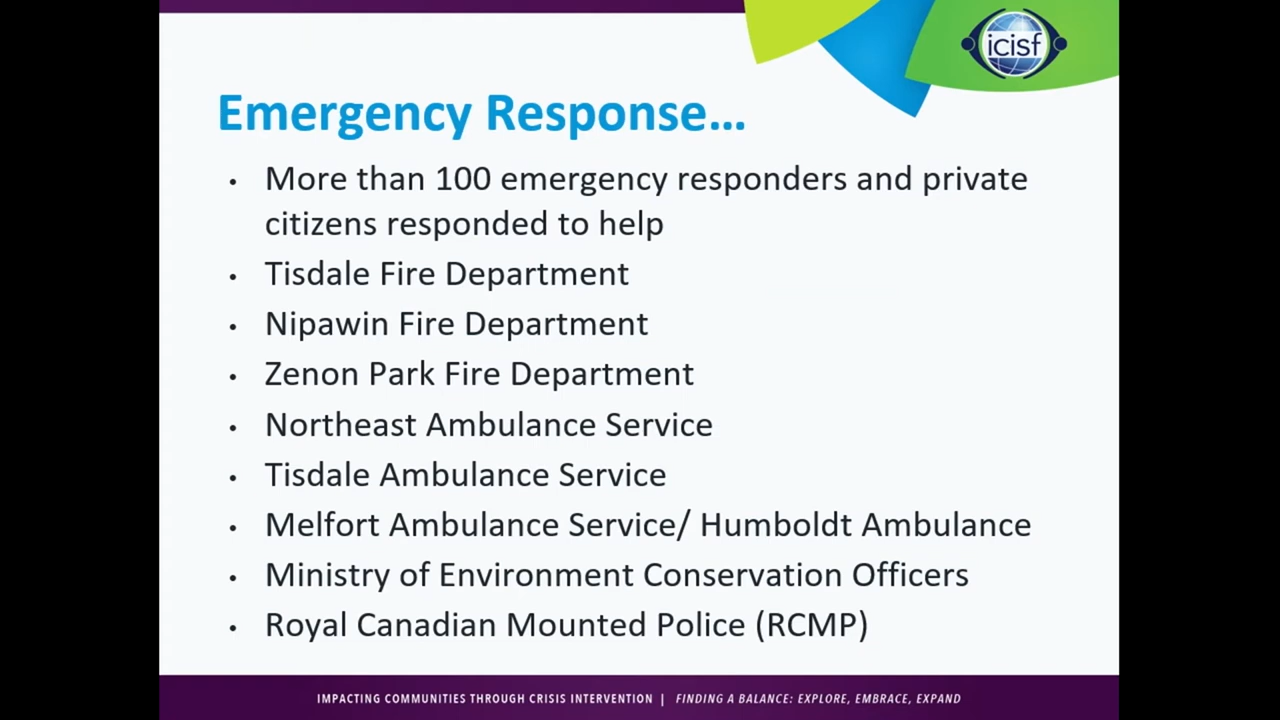 icisf
Emergency Response...
• More than 100 emergency responders and private
citizens responded to help
• Tisdale Fire Department
• Nipawin Fire Department
• Zenon Park Fire Department
• Northeast Ambulance Service
• Tisdale Ambulance Service
• Melfort Ambulance Service/ Humboldt Ambulance
• Ministry of Environment Conservation Officers
• Royal Canadian Mounted Police (RCMP)
IMPACTING COMMUNITIES THROUGH CRISIS INTERVENTION | FINDING A BALANCE: EXPLORE, EMBRACE, EXPAND